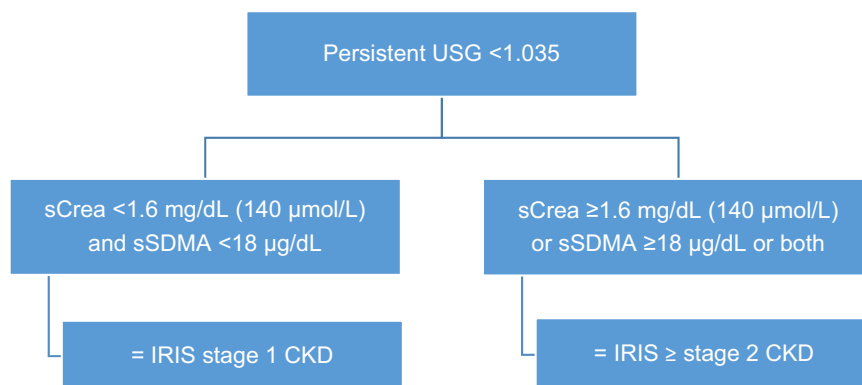 Persistent USG <1.035
sCrea <1.6 mg/dL (140 µmol/L)
and sSDMA <18 µg/dL
sCrea ≥1.6 mg/dL (140 µmol/L)
or sSDMA ≥18 µg/dL or both
= IRIS stage 1 CKD
= IRIS ≥ stage 2 CKD